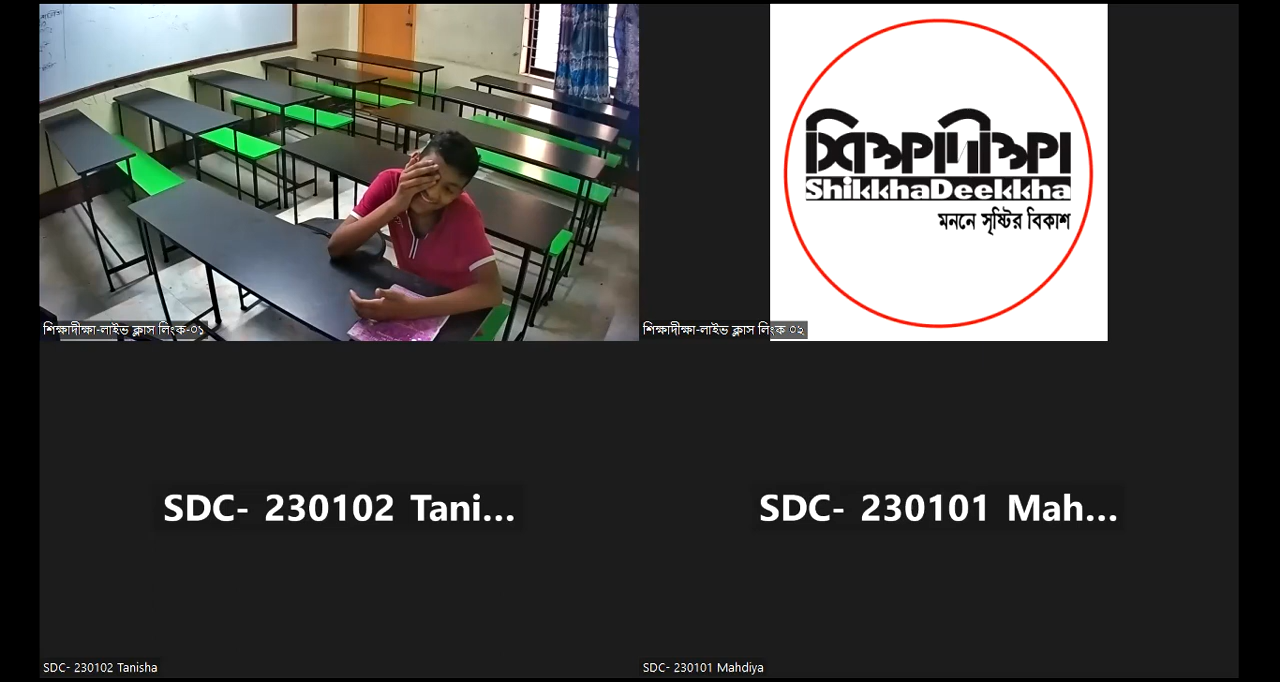 শিক্ষাদীক্ষা
ShikkhaDeekkha
মননে সৃষ্টির বিকাশ
শিক্ষাদীক্ষা-লাইভ ক্লাস লিংক-০১
শিক্ষাদীক্ষা-লাইভ ক্লাস লিংক ০২
SDC- 230102 Tani...
SDC- 230101 Mah...
SDC- 230102 Tanisha
SDC- 230101 Mahdiya